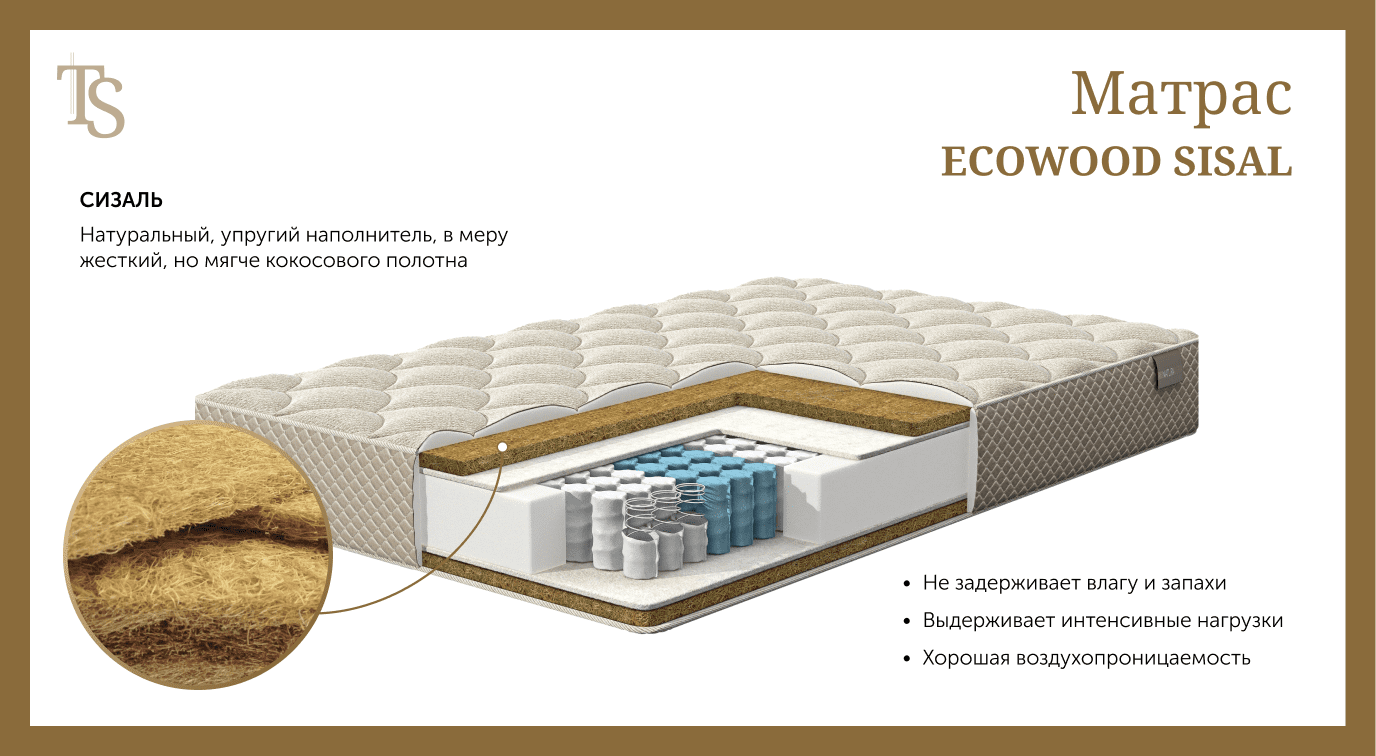 TS
Матрас
ECOWOOD SISAL
СИЗАЛЬ
Натуральный, упругий наполнитель, в меру
жесткий, но мягче кокосового полотна
• Не задерживает влагу и запахи
• Выдерживает интенсивные нагрузки
• Хорошая воздухопроницаемость